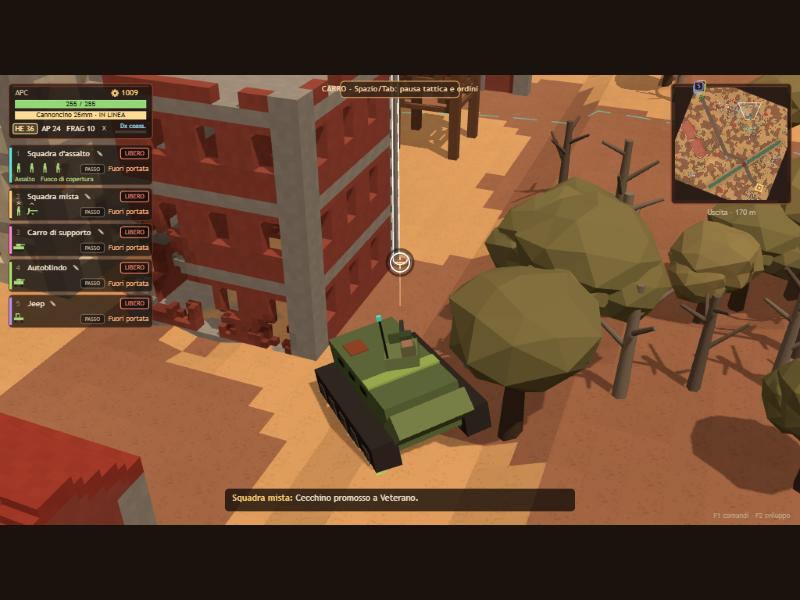 APC 1009
255 / 255
Cannoncino 25mm · IN LINEA
HE 36 AP 24 FRAG 10 X
1 Squadra d'assalto LIBERO
PASSO Fuori portata
Assalto Fuoco di copertura
Squadra mista LIBERO
PASSO Fuori portata
3 Carro di supporto LIBERO
PASSO Fuori portata
4 Autoblindo LIBERO
PASSO Fuori portata
5 Jeep LIBERO
PASSO Fuori portata
CARRO - Spazio/Tab: pausa tattica e ordini
Uscita · 170 m
Squadra mista: Cecchino promosso a Veterano.
F1 comandi · F2 sviluppo